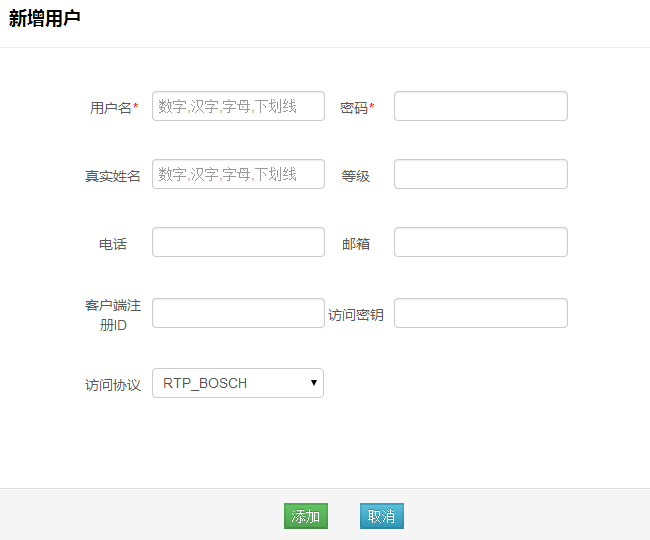 新增用户
用户名* 数字,汉字,字母,下划线 密码*
真实姓名 数字,汉字,字母,下划线 等级
电话 邮箱
客户端注
册ID 访问密钥
访问协议 RTP_BOSCH
添加 取消